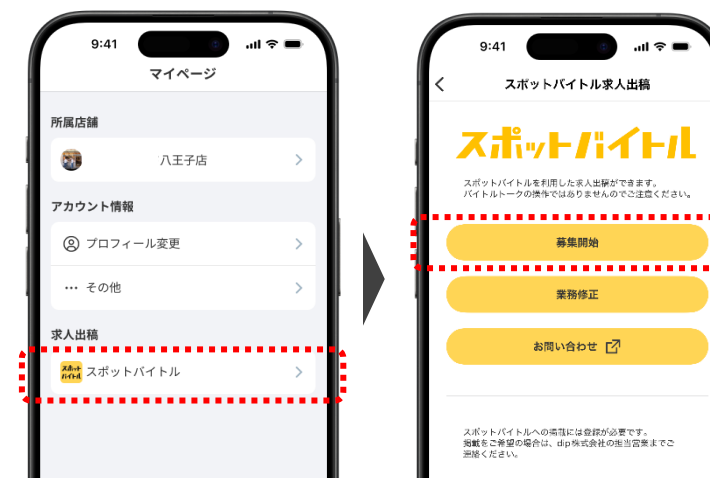 9:41
マイページ
所属店舗
八王子店
アカウント情報
プロフィール変更
その他
求人出稿
スポット
バイトル
スポットバイトル
9:41
スポットバイトル求人出稿
スポットバイトル
スポットバイトルを利用した求人出稿ができます。
バイトルトークの操作ではありませんのでご注意ください。
募集開始
業務修正
お問い合わせ
スポットバイトルへの掲載には登録が必要です。
掲載をご希望の場合は、dip株式会社の担当営業までご
連絡ください。